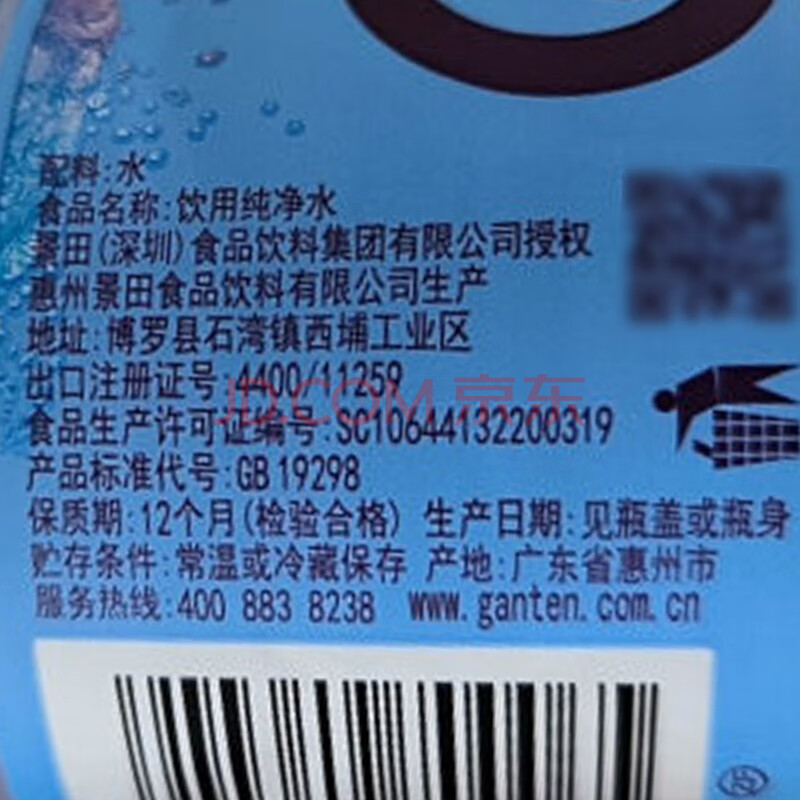 配料:水
食品名称:饮用纯净水
景田(深圳)食品饮料集团有限公司授权
惠州景田食品饮料有限公司生产
地址:博罗县石湾镇西埔工业区
出口注册证号:4400/11259
JD.COM 京东
食品生产许可证编号:SC10644132200319
产品标准代号:GB 19298
保质期:12个月(检验合格) 生产日期:见瓶盖或瓶身
贮存条件:常温或冷藏保存 产地:广东省惠州市
服务热线:400 883 8238 www.ganten.com.cn